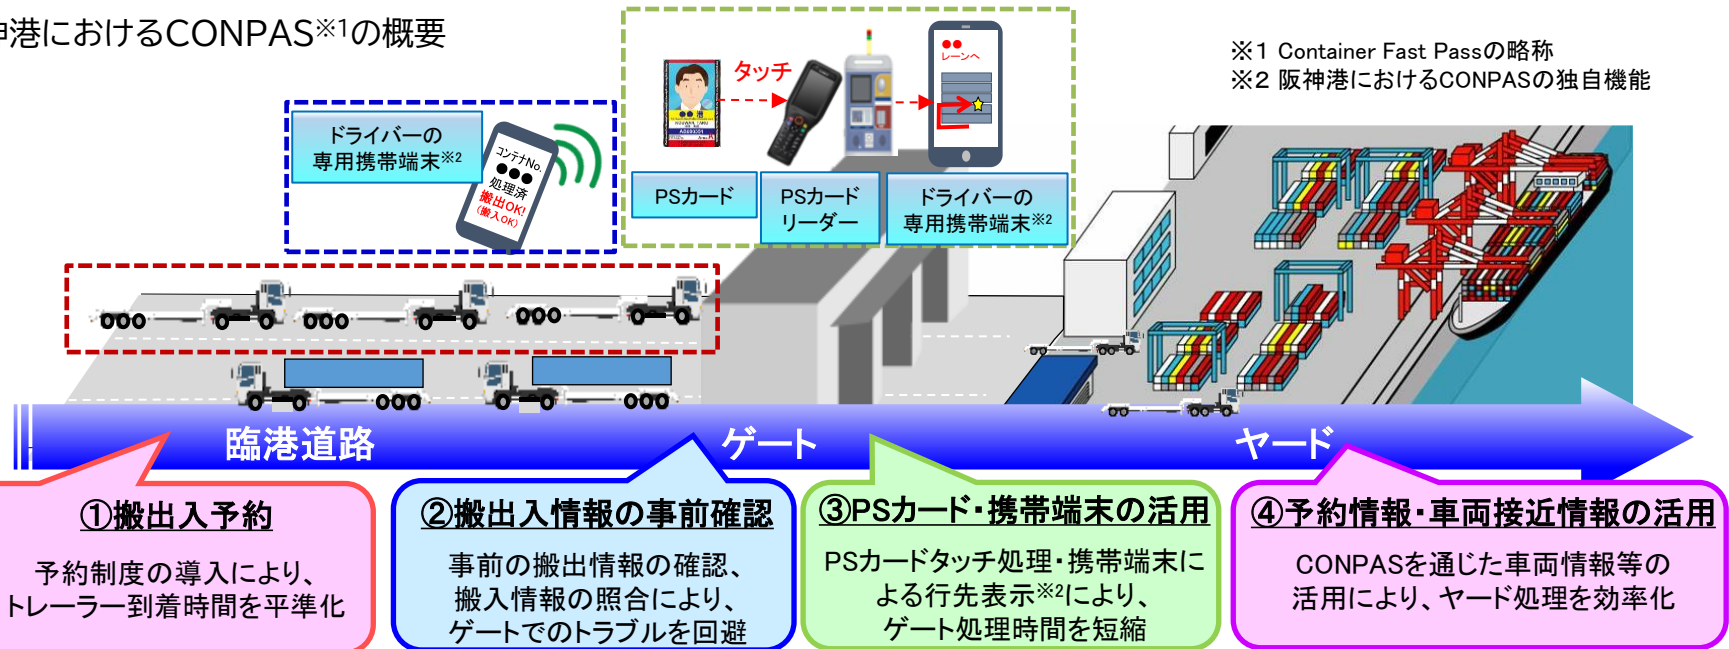 神港におけるCONPAS※1の概要
※1 Container Fast Passの略称
※2 阪神港におけるCONPASの独自機能
ドライバーの
専用携帯端末※2
コンテナNo.
●●●
処理済
搬出OK!
(搬入OK)
タッチ
●●
レーンへ
●● 港
PSカード
PSカード
リーダー
ドライバーの
専用携帯端末※2
臨港道路
ゲート
ヤード
①搬出入予約
予約制度の導入により、
トレーラー到着時間を平準化
②搬出入情報の事前確認
事前の搬出情報の確認、
搬入情報の照合により、
ゲートでのトラブルを回避
③PSカード・携帯端末の活用
PSカードタッチ処理・携帯端末に
よる行先表示※2により、
ゲート処理時間を短縮
④予約情報・車両接近情報の活用
CONPASを通じた車両情報等の
活用により、ヤード処理を効率化